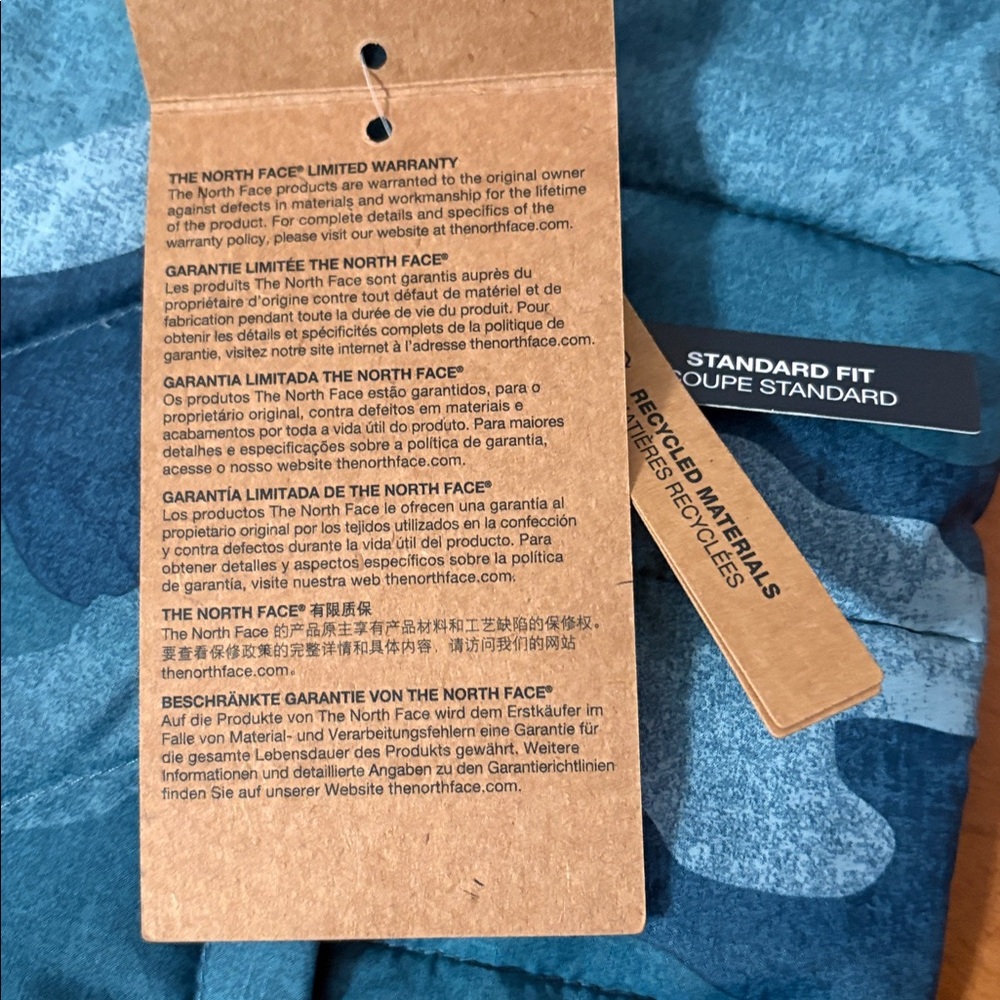 THE NORTH FACE® LIMITED WARRANTY
The North Face products are warranted to the original owner
against defects in materials and workmanship for the lifetime
of the product. For complete details and specifics of the
warranty policy, please visit our website at thenorthface.com.
GARANTIE LIMITÉE THE NORTH FACE®
Les produits The North Face sont garantis auprès du
propriétaire d'origine contre tout défaut de matériel et de
fabrication pendant toute la durée de vie du produit. Pour
obtenir les détails et spécificités complets de la politique de
garantie, visitez notre site internet à l'adresse thenorthface.com.
GARANTIA LIMITADA THE NORTH FACE®
Os produtos The North Face estão garantidos, para o
proprietário original, contra defeitos em materiais e
acabamentos por toda a vida útil do produto. Para maiores
detalhes e especificações sobre a política de garantia,
acesse o nosso website thenorthface.com.
GARANTÍA LIMITADA DE THE NORTH FACE®
Los productos The North Face le ofrecen una garantía al
propietario original por los tejidos utilizados en la confección
y contra defectos durante la vida útil del producto. Para
obtener detalles y aspectos específicos sobre la política
de garantía, visite nuestra web thenorthface.com.
THE NORTH FACE® 有限质保
The North Face 的产品原主享有产品材料和工艺缺陷的保修权。
要查看保修政策的完整详情和具体内容，请访问我们的网站
thenorthface.com。
BESCHRÄNKTE GARANTIE VON THE NORTH FACE®
Auf die Produkte von The North Face wird dem Erstkäufer im
Falle von Material- und Verarbeitungsfehlern eine Garantie für
die gesamte Lebensdauer des Produkts gewährt. Weitere
Informationen und detaillierte Angaben zu den Garantierichtlinien
finden Sie auf unserer Website thenorthface.com.
STANDARD FIT
COUPE STANDARD
RECYCLED MATERIALS
MATIÈRES RECYCLÉES